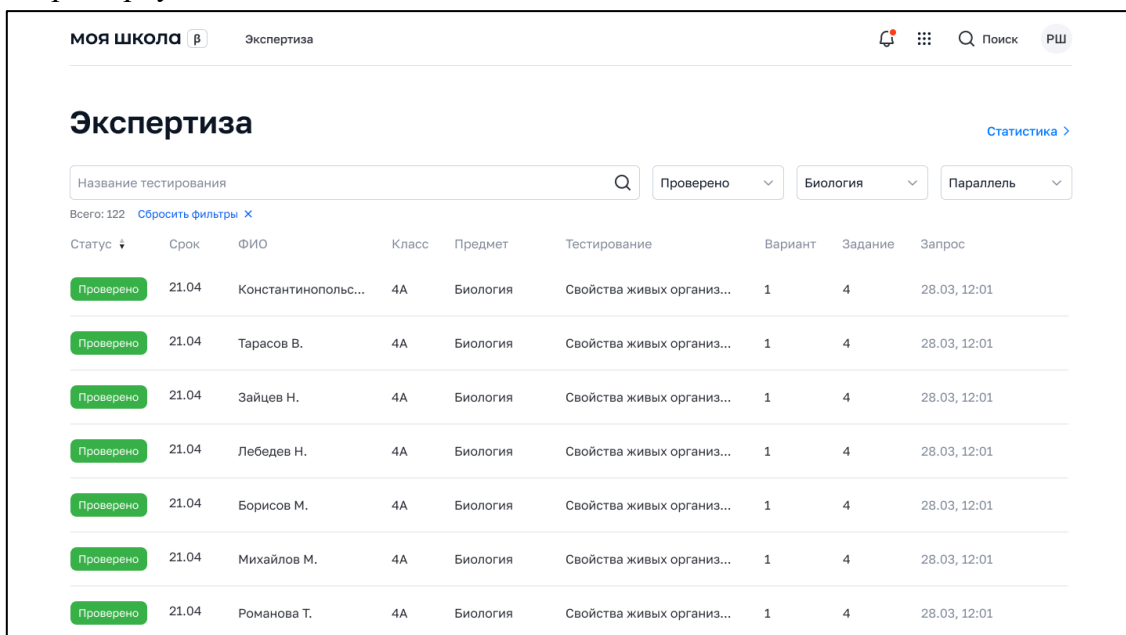 моя школа β Экспертиза Поиск РШ
Экспертиза
Статистика >
Название тестирования Проверено Биология Параллель
Всего: 122 Сбросить фильтры ×
Статус Срок ФИО Класс Предмет Тестирование Вариант Задание Запрос
Проверено 21.04 Константинопольс... 4А Биология Свойства живых организ... 1 4 28.03, 12:01
Проверено 21.04 Тарасов В. 4А Биология Свойства живых организ... 1 4 28.03, 12:01
Проверено 21.04 Зайцев Н. 4А Биология Свойства живых организ... 1 4 28.03, 12:01
Проверено 21.04 Лебедев Н. 4А Биология Свойства живых организ... 1 4 28.03, 12:01
Проверено 21.04 Борисов М. 4А Биология Свойства живых организ... 1 4 28.03, 12:01
Проверено 21.04 Михайлов М. 4А Биология Свойства живых организ... 1 4 28.03, 12:01
Проверено 21.04 Романова Т. 4А Биология Свойства живых организ... 1 4 28.03, 12:01